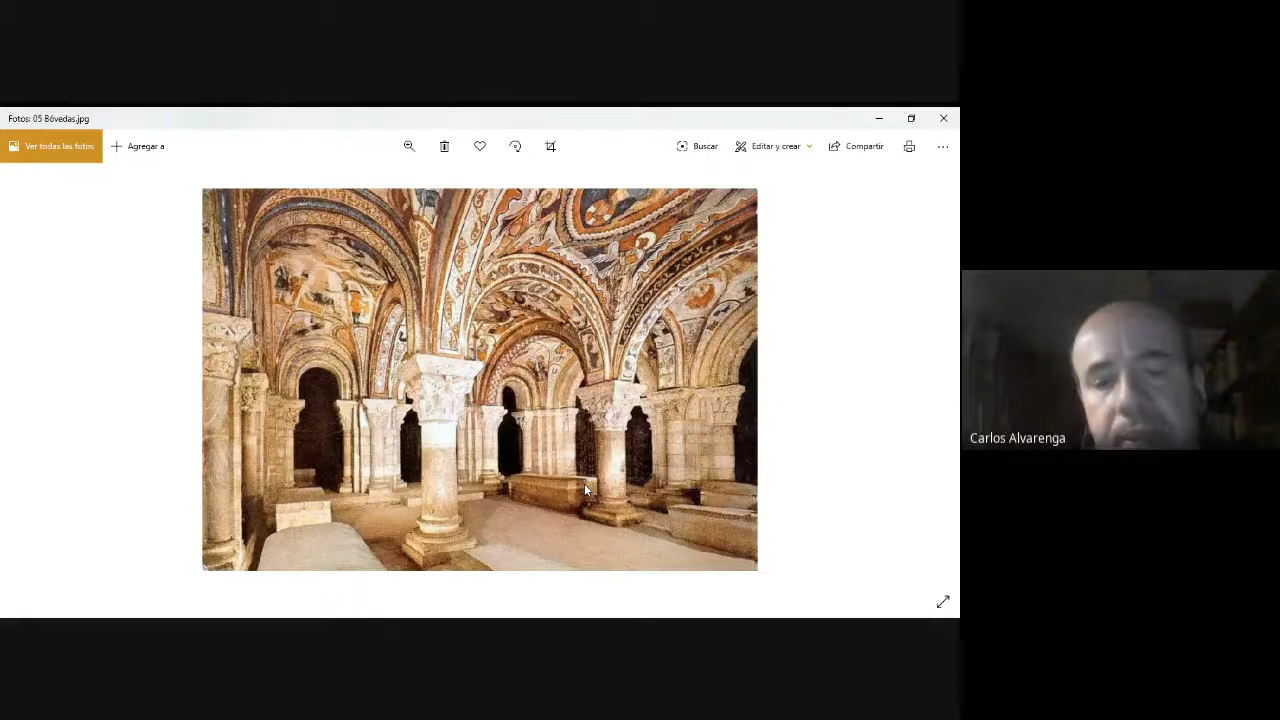 Fotos: 05 Bóvedas.jpg
Ver todas las fotos
Agregar a
Buscar
Editar y crear
Compartir
Carlos Alvarenga